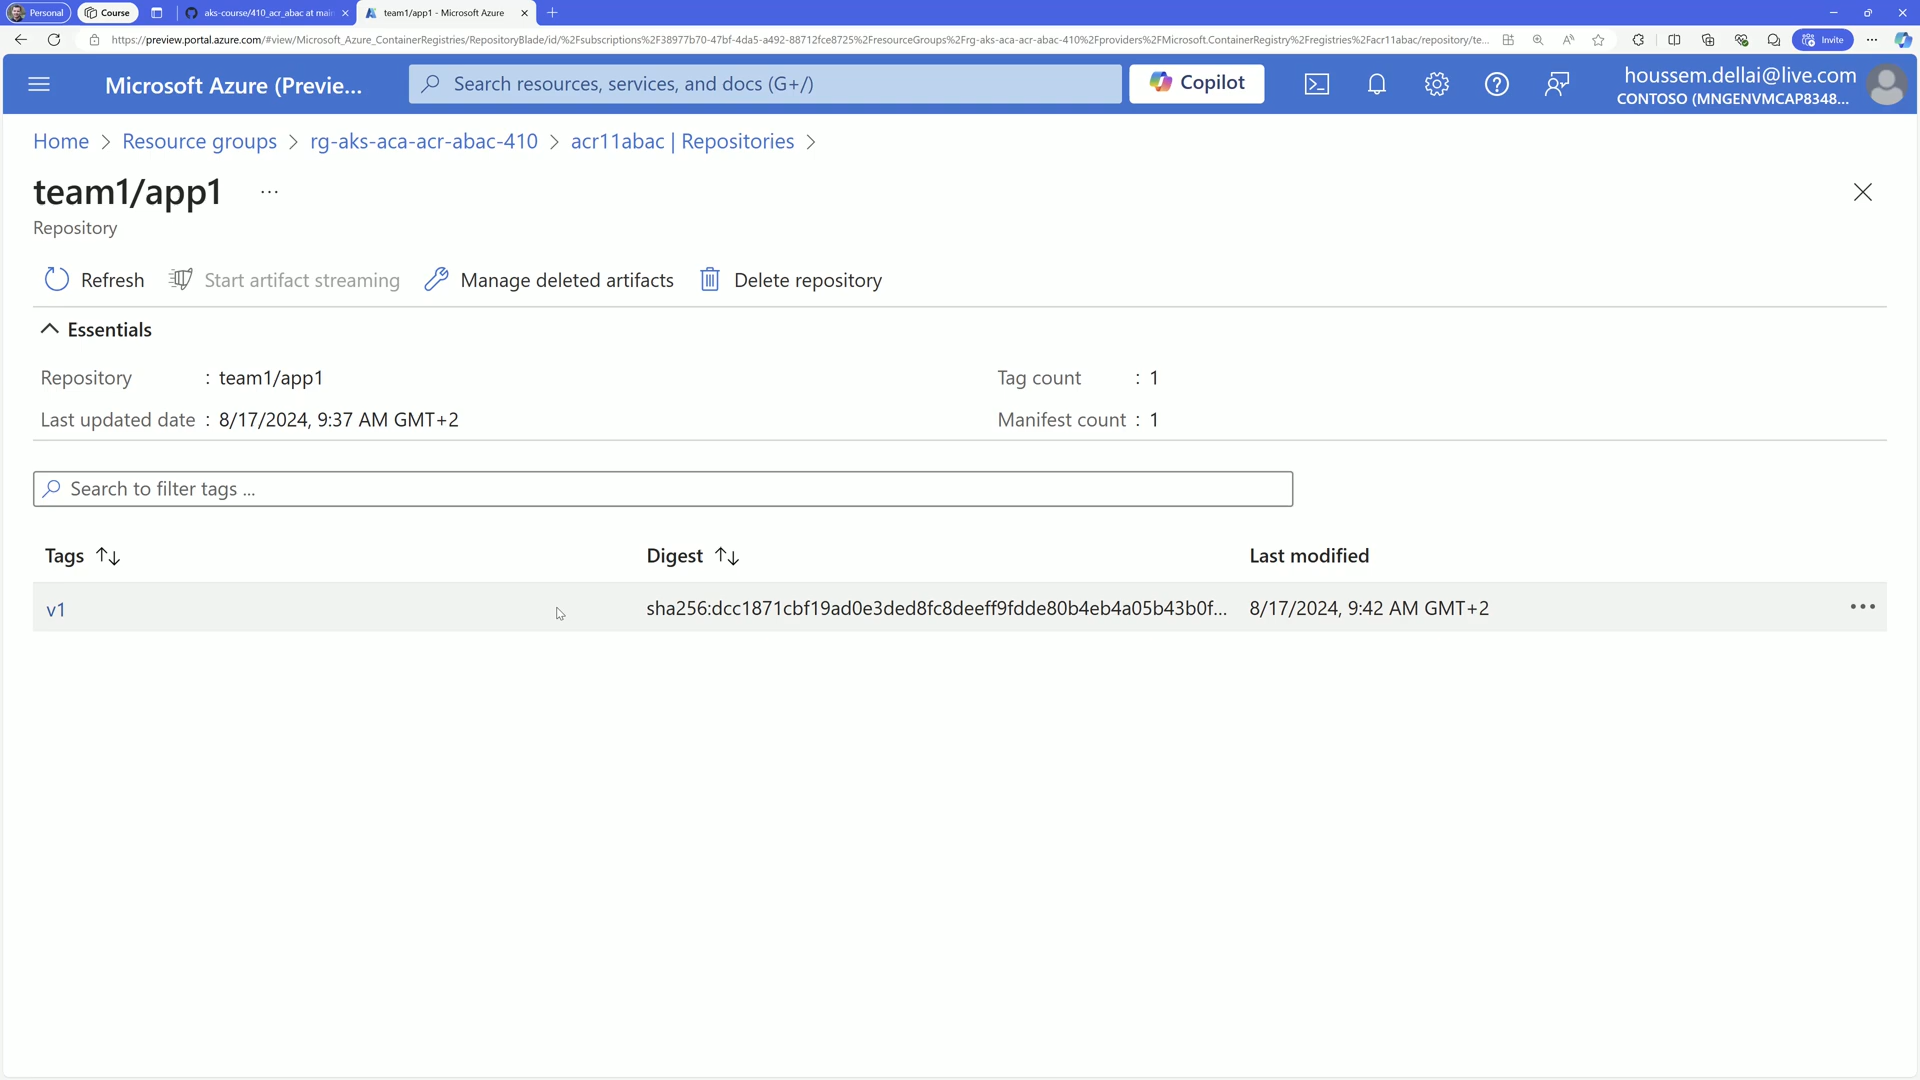 Personal
Course
aks-course/410_acr_abac at main
team1/app1 - Microsoft Azure
https://preview.portal.azure.com/#view/Microsoft_Azure_ContainerRegistries/RepositoryBlade/id/%2Fsubscriptions%2F38977b70-47bf-4da5-a492-88712fce8725%2FresourceGroups%2Frg-aks-aca-acr-abac-410%2Fproviders%2FMicrosoft.ContainerRegistry%2Fregistries%2Facr11abac/repository/te...
Invite
Microsoft Azure (Previe...
Search resources, services, and docs (G+/)
Copilot
houssem.dellai@live.com
CONTOSO (MNGENVMCAP8348...
Home > Resource groups > rg-aks-aca-acr-abac-410 > acr11abac | Repositories >
team1/app1 ...
Repository
Refresh
Start artifact streaming
Manage deleted artifacts
Delete repository
Essentials
Repository : team1/app1
Tag count : 1
Last updated date : 8/17/2024, 9:37 AM GMT+2
Manifest count : 1
Search to filter tags ...
Tags
Digest
Last modified
v1
sha256:dcc1871cbf19ad0e3ded8fc8deeff9fdde80b4eb4a05b43b0f...
8/17/2024, 9:42 AM GMT+2